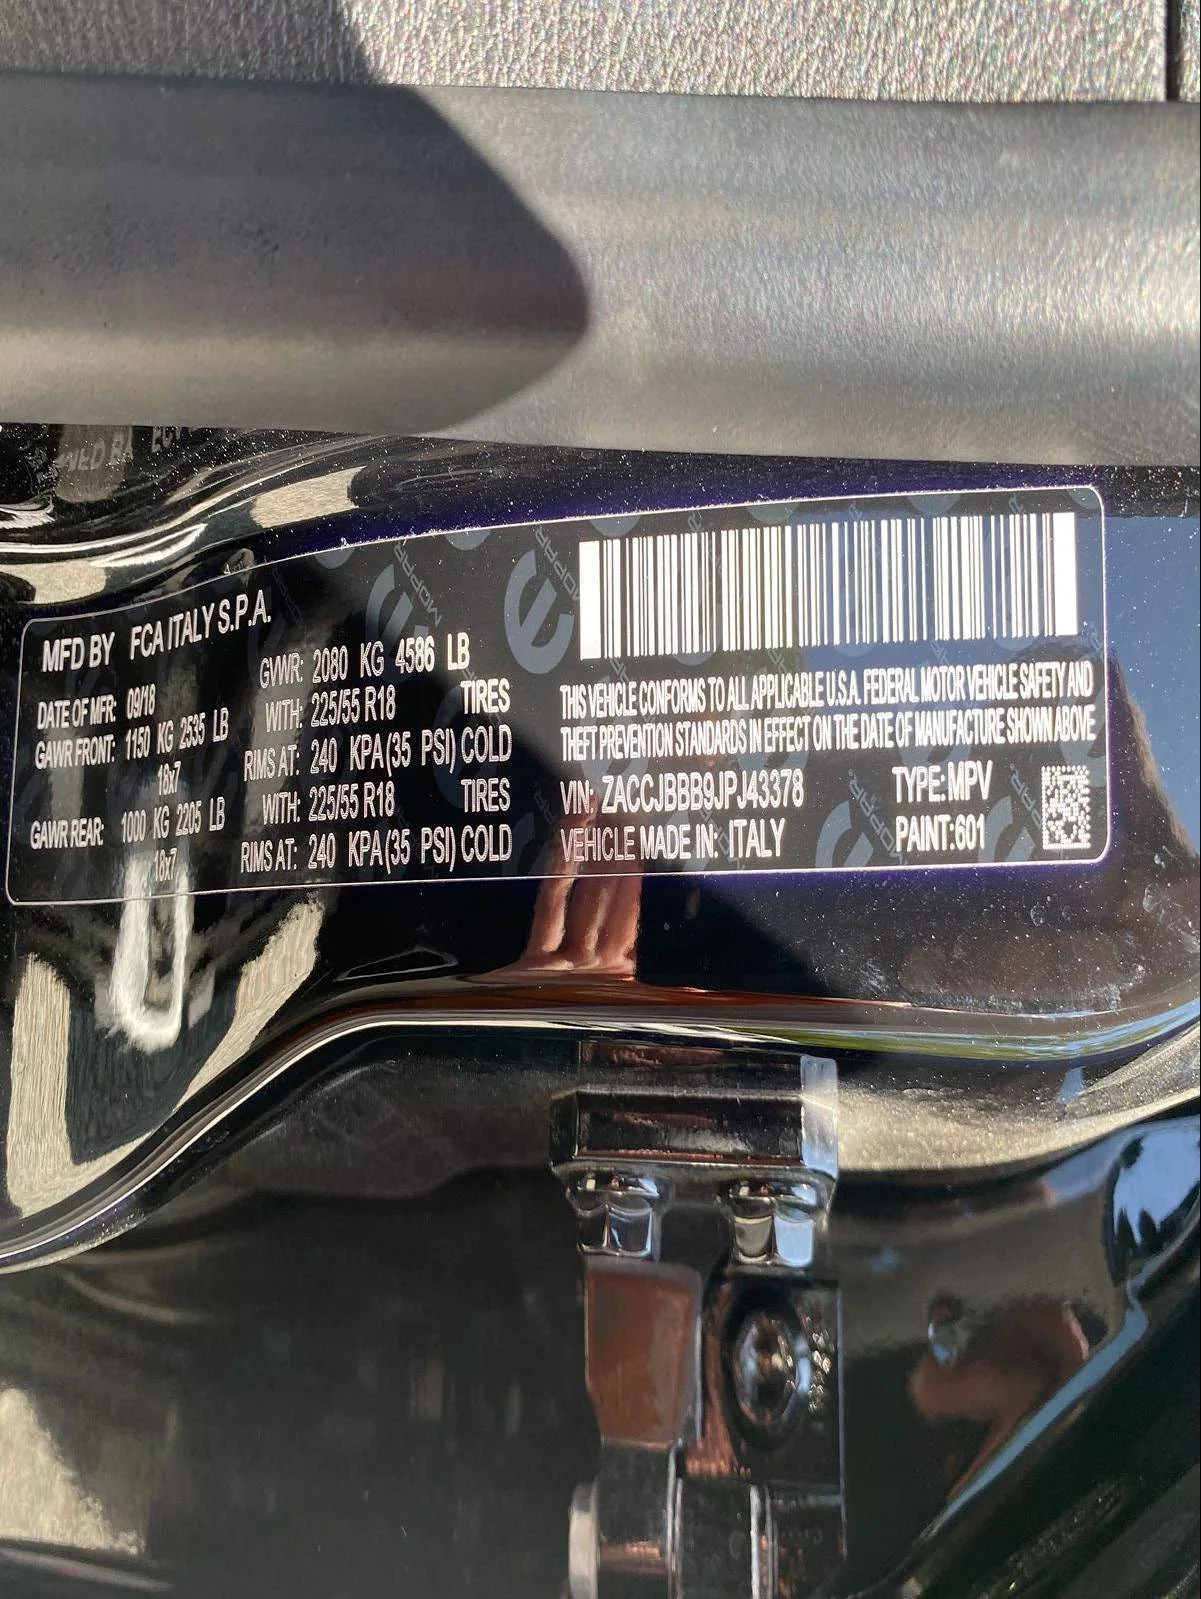 MFD BY FCA ITALY S.P.A.
DATE OF MFR: 09/18 GVWR: 2080 KG 4586 LB
GAWR FRONT: 1150 KG 2535 LB WITH: 225/55 R18 TIRES
18x7 RIMS AT: 240 KPA(35 PSI) COLD
GAWR REAR: 1000 KG 2205 LB WITH: 225/55 R18 TIRES
18x7 RIMS AT: 240 KPA(35 PSI) COLD
THIS VEHICLE CONFORMS TO ALL APPLICABLE U.S.A. FEDERAL MOTOR VEHICLE SAFETY AND
THEFT PREVENTION STANDARDS IN EFFECT ON THE DATE OF MANUFACTURE SHOWN ABOVE
VIN: ZACCJBBB9JPJ43378 TYPE: MPV
VEHICLE MADE IN: ITALY PAINT: 601
MOPAR
MOPAR
MOPAR
MOPAR